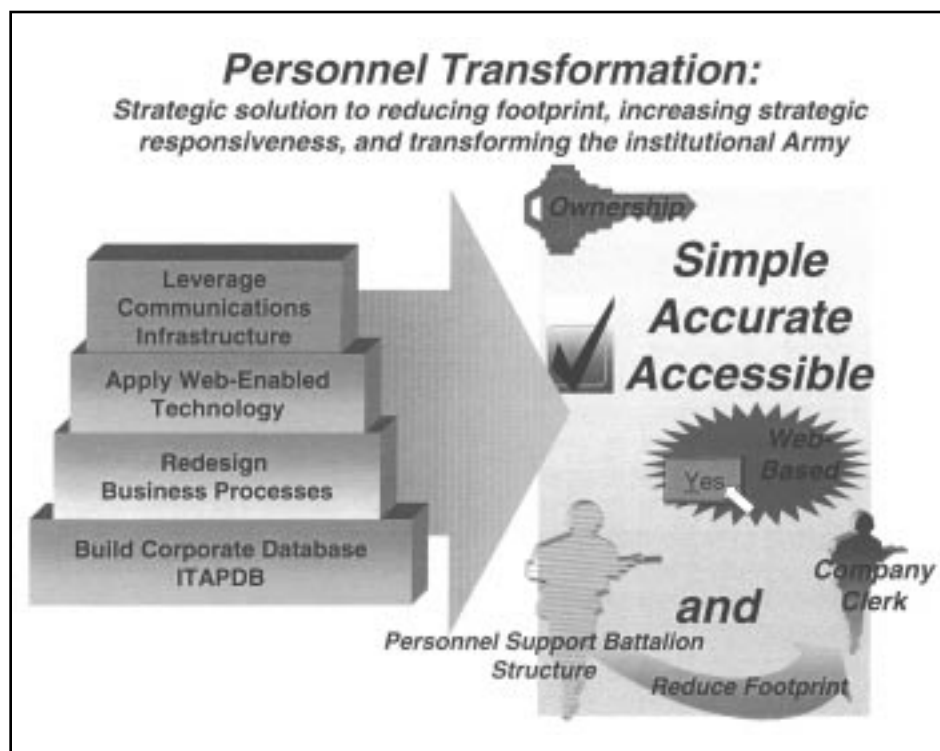 Personnel Transformation:
Strategic solution to reducing footprint, increasing strategic
responsiveness, and transforming the institutional Army
Leverage
Communications
Infrastructure
Apply Web-Enabled
Technology
Redesign
Business Processes
Build Corporate Database
ITAPDB
Ownership
Simple
Accurate
Accessible
Web-
Based
Yes
and
Company
Clerk
Personnel Support Battalion
Structure
Reduce Footprint